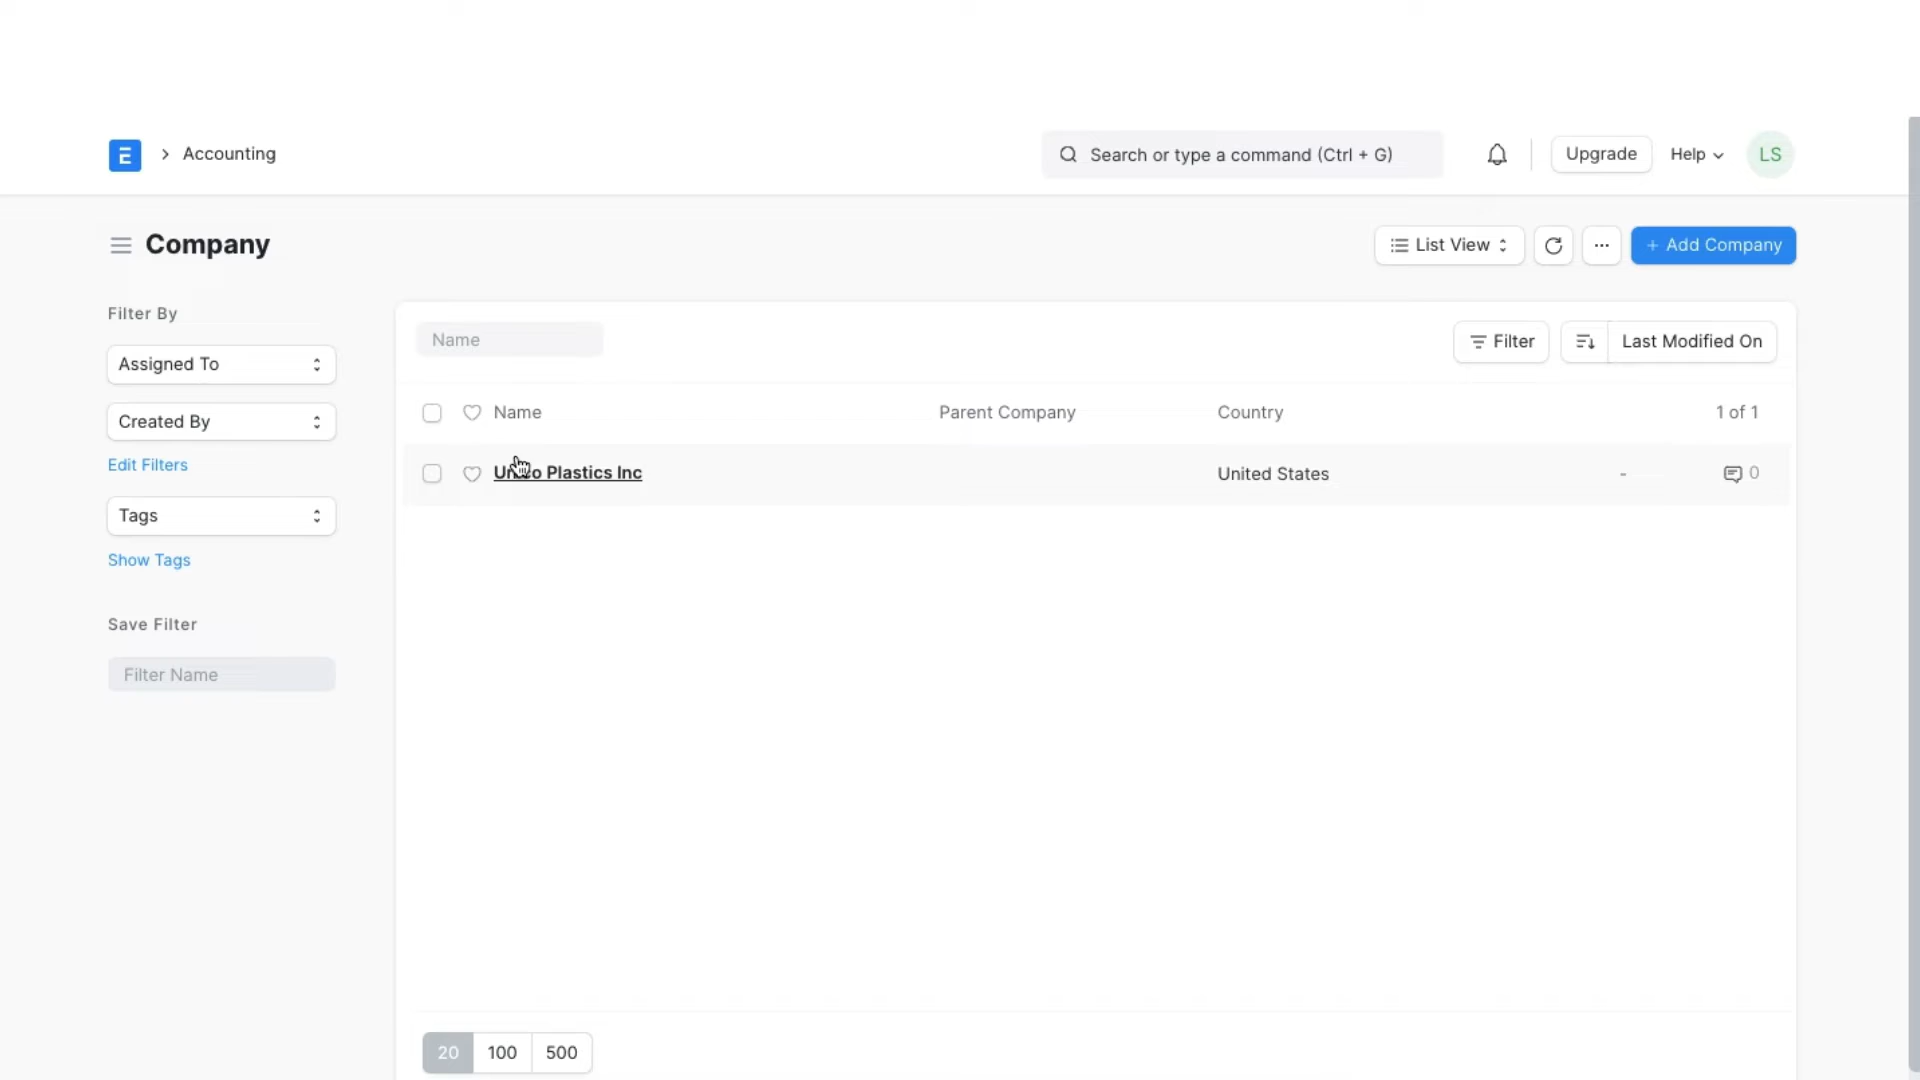 E
Accounting
Search or type a command (Ctrl + G)
Upgrade
Help
LS
Company
List View
+ Add Company
Filter By
Assigned To
Created By
Edit Filters
Tags
Show Tags
Save Filter
Filter Name
Name
Filter
Last Modified On
Name
Parent Company
Country
1 of 1
Plastics Inc
United States
-
0
20
100
500